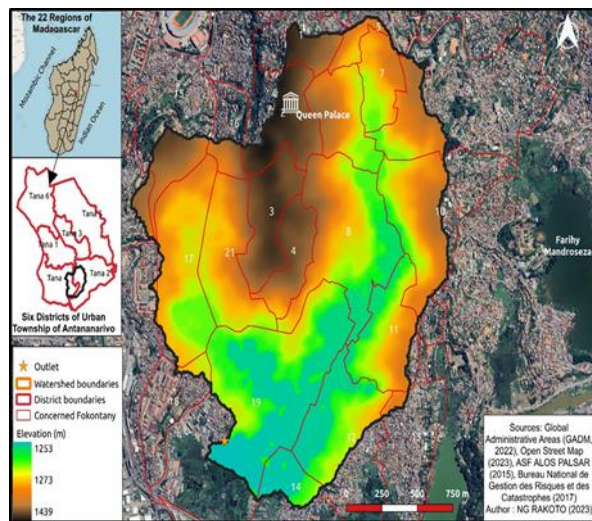 The 22 Regions of
Madagascar
Mozambic Channel
Indian Ocean
Tana 6
Tana
Tana 3
Tana 1
Tana 2
Tana
Six Districts of Urban
Township of Antananarivo
Outlet
Watershed boundaries
District boundaries
Concerned Fokontany
Elevation (m)
1253
1273
1439
Queen Palace
7
3
4
8
10
17
21
11
19
18
14
Farihy
Mandroseza
0 250 500 750 m
Sources: Global
Administrative Areas (GADM,
2022), Open Street Map
(2023), ASF ALOS PALSAR
(2015), Bureau National de
Gestion des Risques et des
Catastrophes (2017)
Author : NG RAKOTO (2023)